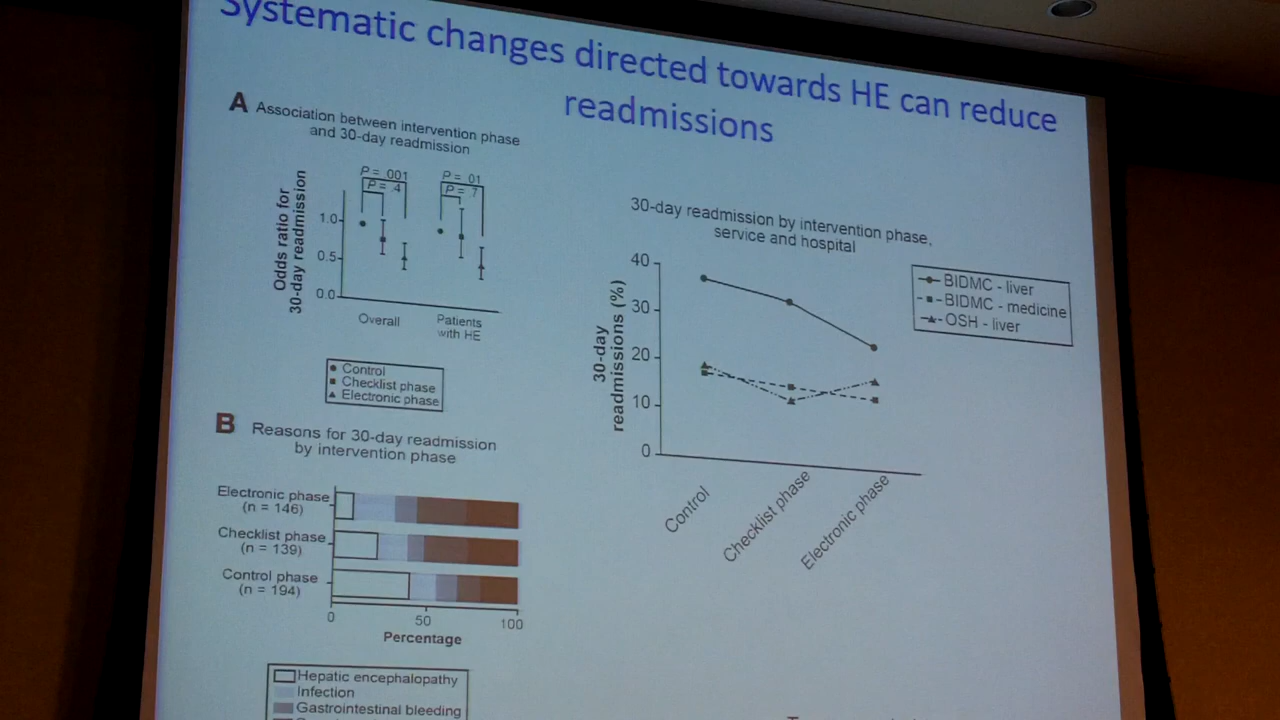 Systematic changes directed towards HE can reduce
readmissions
A Association between intervention phase
and 30-day readmission
P = .001
P = .4
P = .01
P = .7
Odds ratio for
30-day readmission
1.0
0.5
0.0
Overall
Patients
with HE
Control
Checklist phase
Electronic phase
B Reasons for 30-day readmission
by intervention phase
Electronic phase
(n = 146)
Checklist phase
(n = 139)
Control phase
(n = 194)
0
50
100
Percentage
Hepatic encephalopathy
Infection
Gastrointestinal bleeding
30-day readmission by intervention phase,
service and hospital
30-day
readmissions (%)
40
30
20
10
0
Control
Checklist phase
Electronic phase
BIDMC - liver
BIDMC - medicine
OSH - liver